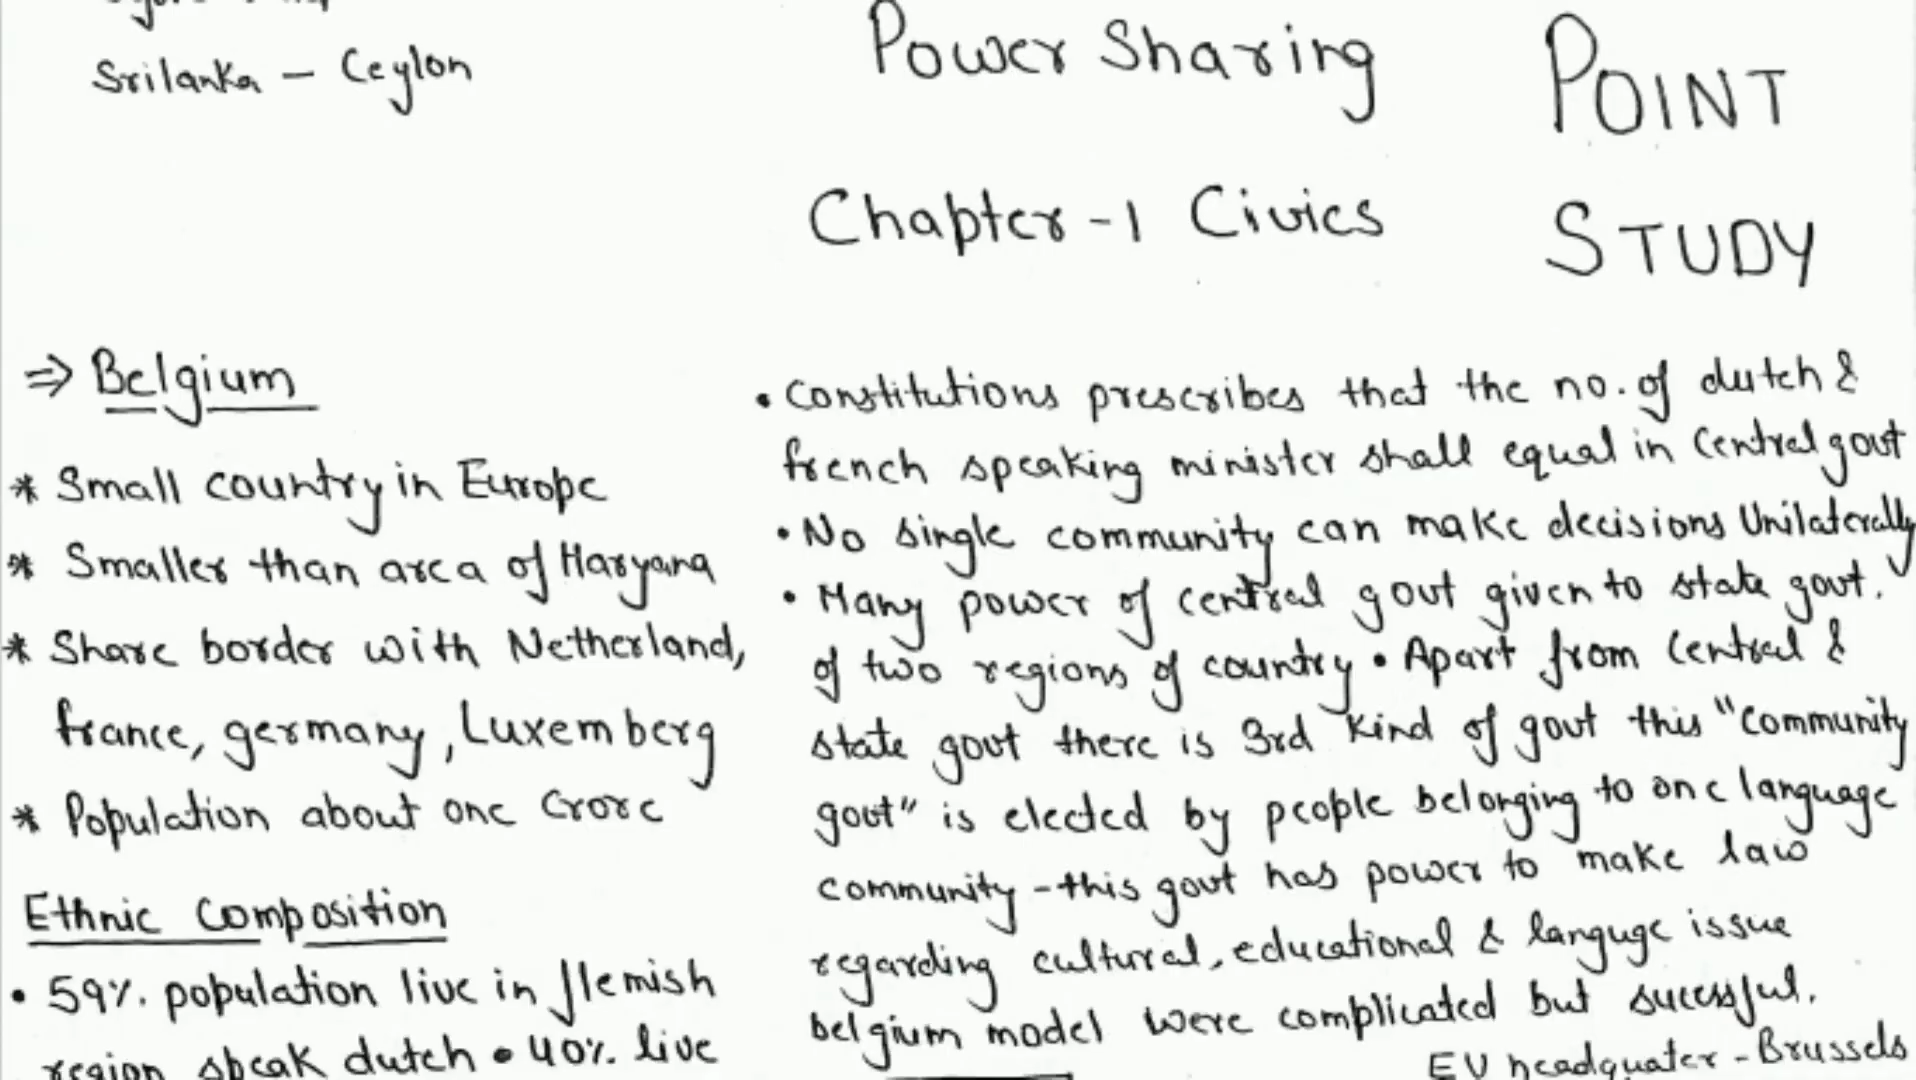 Srilanka - Ceylon
Power Sharing
Chapter-1 Civics
POINT
STUDY
⇒ Belgium
* Small country in Europe
* Smaller than area of Haryana
* Share border with Netherland,
france, germany, Luxemberg
* Population about one crore
Ethnic Composition
• 59%. population live in flemish
region speak dutch • 40%. live
• Constitutions prescribes that the no. of dutch &
french speaking minister shall equal in central govt
• No single community can make decisions Unilaterally
• Many power of central govt given to state govt.
of two regions of country • Apart from central &
state govt there is 3rd kind of govt this "community
govt" is elected by people belonging to one language
community - this govt has power to make law
regarding cultural, educational & languge issue
belgium model were complicated but sucessful.
EU headquater - Brussels